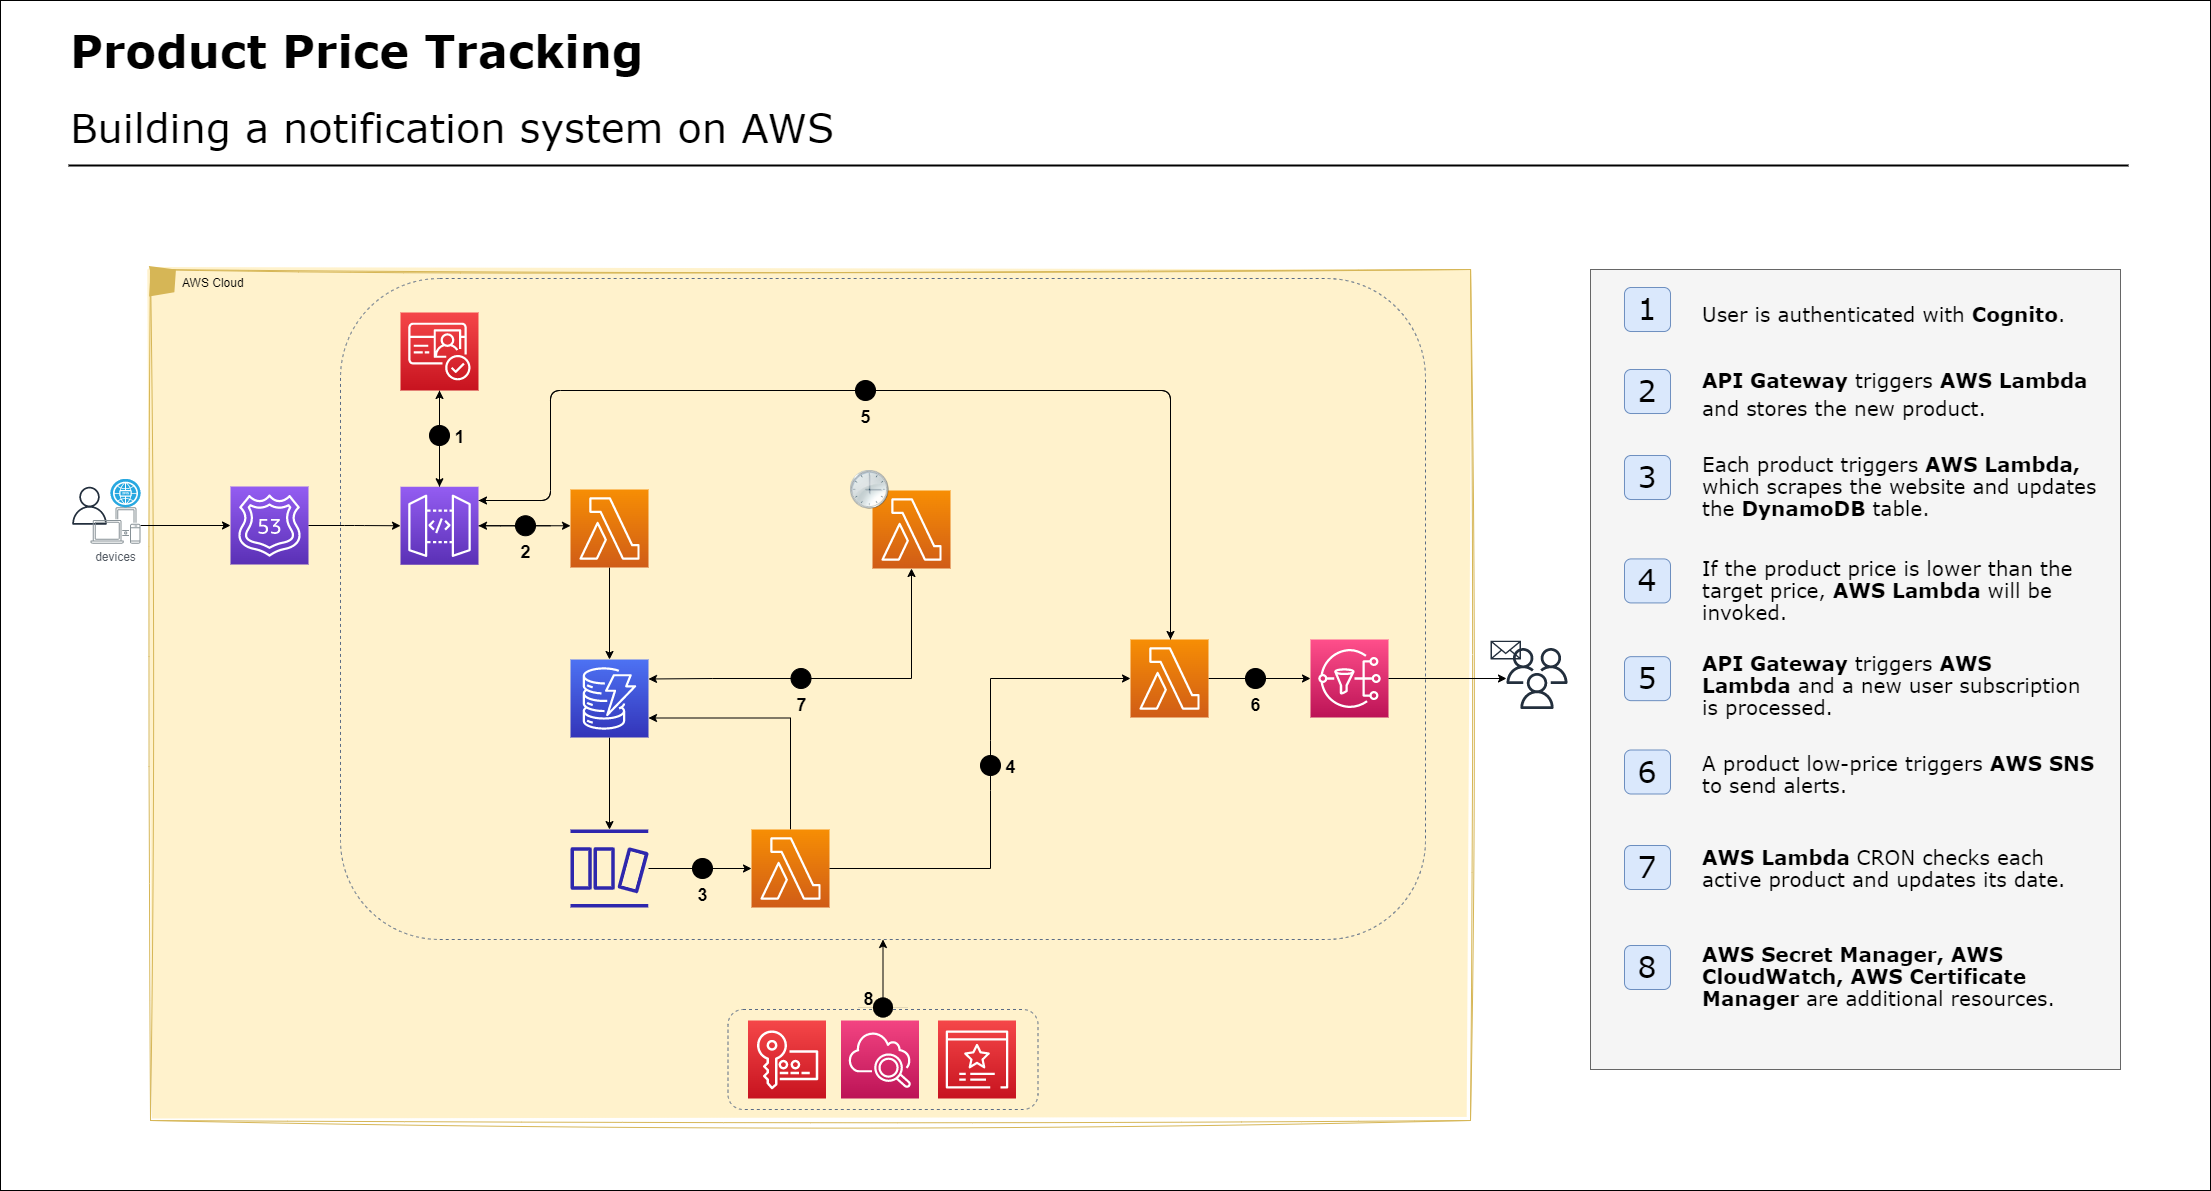 Product Price Tracking
Building a notification system on AWS
AWS Cloud
1
5
devices
53
</>
2
7
6
4
3
8
1
User is authenticated with Cognito.
2
API Gateway triggers AWS Lambda
and stores the new product.
3
Each product triggers AWS Lambda,
which scrapes the website and updates
the DynamoDB table.
4
If the product price is lower than the
target price, AWS Lambda will be
invoked.
5
API Gateway triggers AWS
Lambda and a new user subscription
is processed.
6
A product low-price triggers AWS SNS
to send alerts.
7
AWS Lambda CRON checks each
active product and updates its date.
8
AWS Secret Manager, AWS
CloudWatch, AWS Certificate
Manager are additional resources.